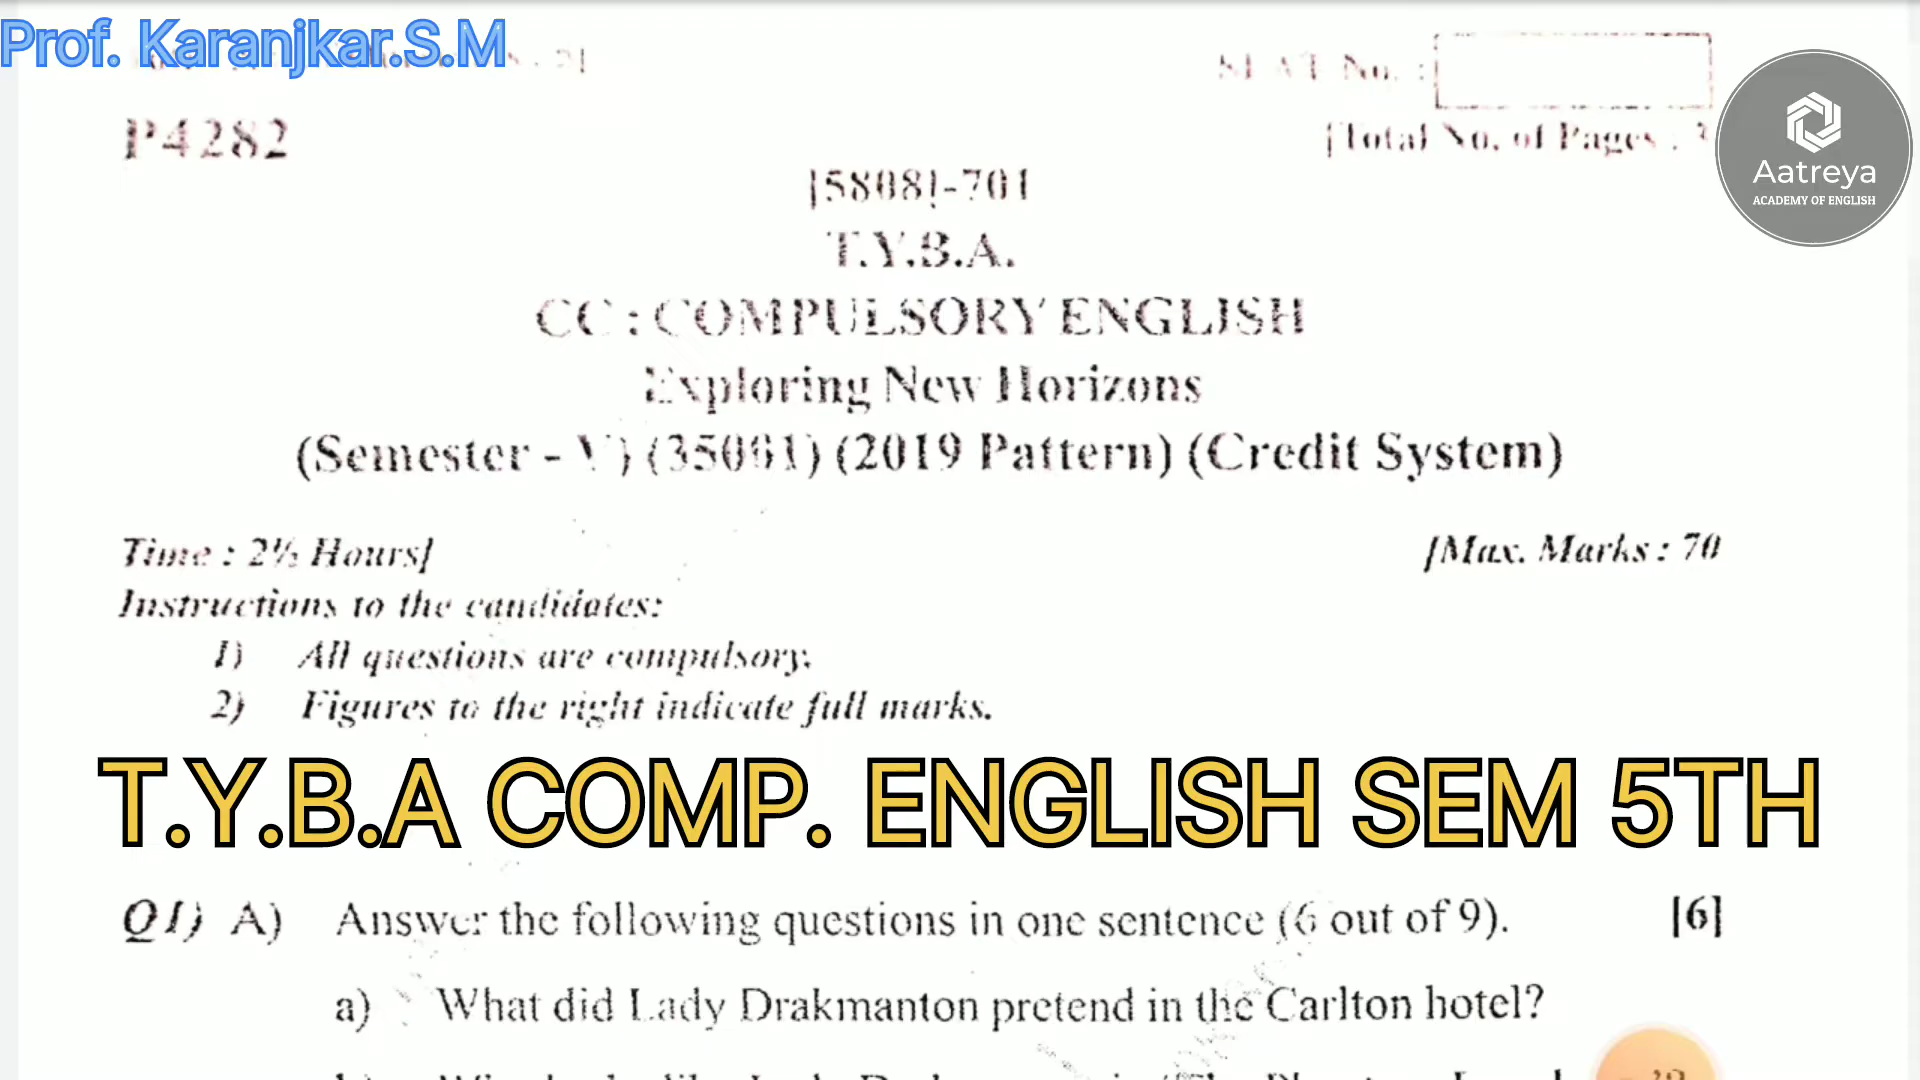 Prof. Karanjkar.S.M
SEAT No. :
P4282
[Total No. of Pages :
Aatreya
ACADEMY OF ENGLISH
[5808]-701
T.Y.B.A.
CC : COMPULSORY ENGLISH
Exploring New Horizons
(Semester - V) (35001) (2019 Pattern) (Credit System)
Time : 2½ Hours]
[Max. Marks : 70
Instructions to the candidates:
1) All questions are compulsory.
2) Figures to the right indicate full marks.
T.Y.B.A COMP. ENGLISH SEM 5TH
Q1) A) Answer the following questions in one sentence (6 out of 9). [6]
a) What did Lady Drakmanton pretend in the Carlton hotel?